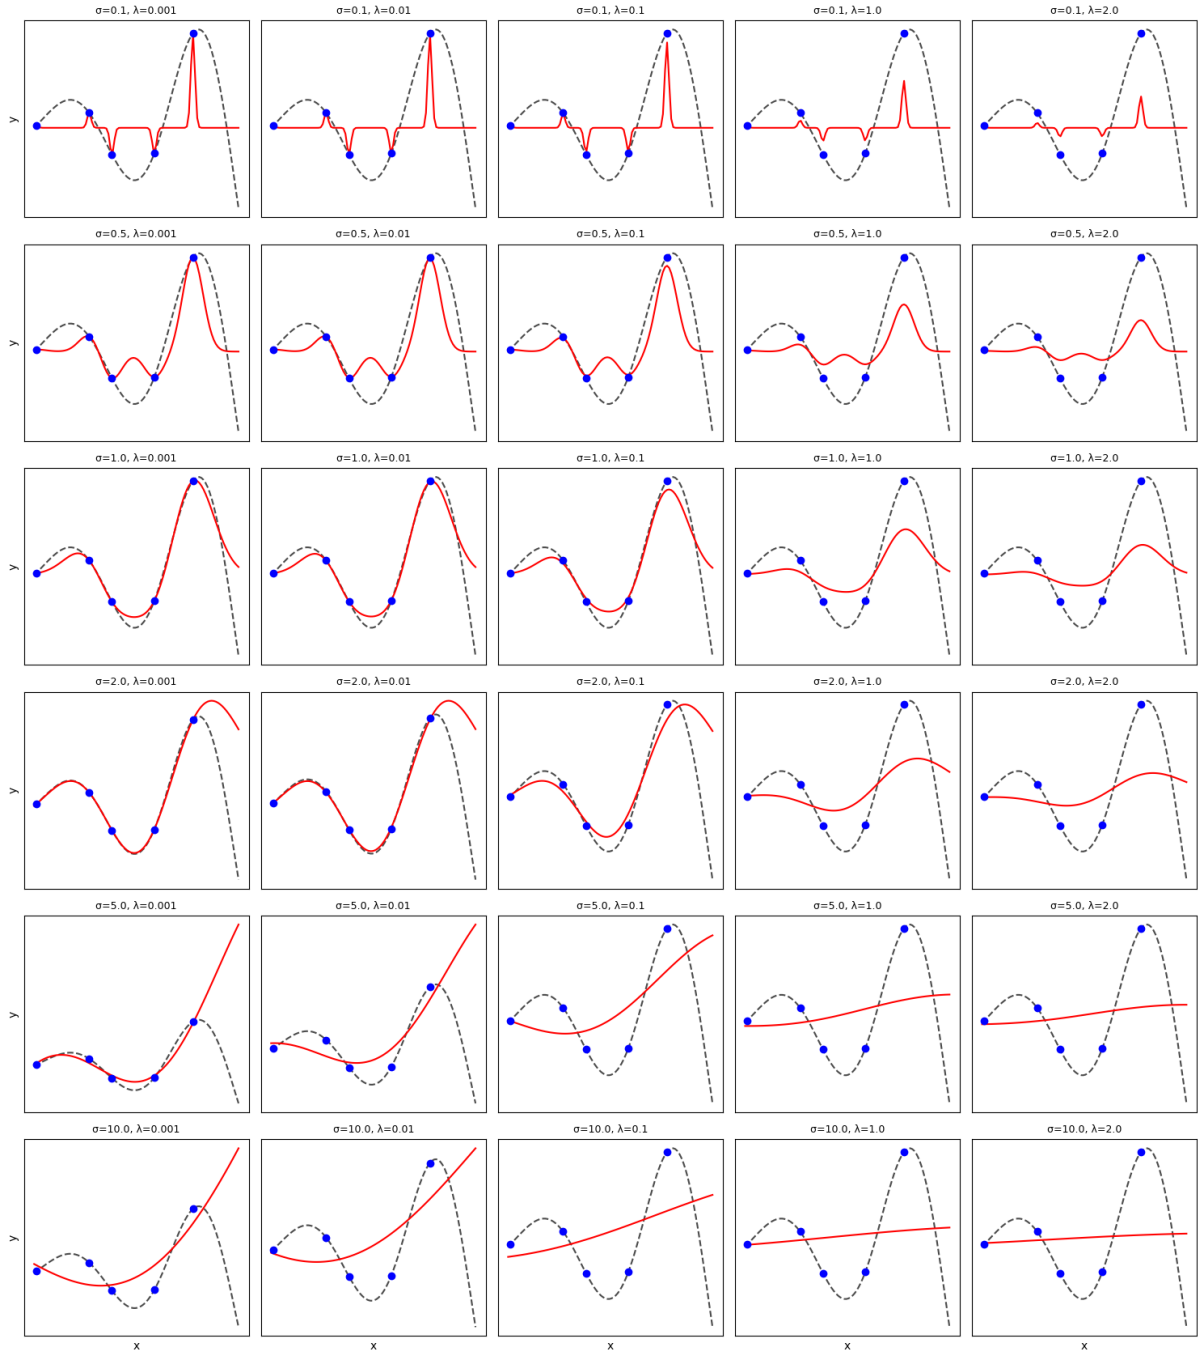 σ=0.1, λ=0.001
σ=0.1, λ=0.01
σ=0.1, λ=0.1
σ=0.1, λ=1.0
σ=0.1, λ=2.0
y
σ=0.5, λ=0.001
σ=0.5, λ=0.01
σ=0.5, λ=0.1
σ=0.5, λ=1.0
σ=0.5, λ=2.0
y
σ=1.0, λ=0.001
σ=1.0, λ=0.01
σ=1.0, λ=0.1
σ=1.0, λ=1.0
σ=1.0, λ=2.0
y
σ=2.0, λ=0.001
σ=2.0, λ=0.01
σ=2.0, λ=0.1
σ=2.0, λ=1.0
σ=2.0, λ=2.0
y
σ=5.0, λ=0.001
σ=5.0, λ=0.01
σ=5.0, λ=0.1
σ=5.0, λ=1.0
σ=5.0, λ=2.0
y
σ=10.0, λ=0.001
σ=10.0, λ=0.01
σ=10.0, λ=0.1
σ=10.0, λ=1.0
σ=10.0, λ=2.0
y
x
x
x
x
x